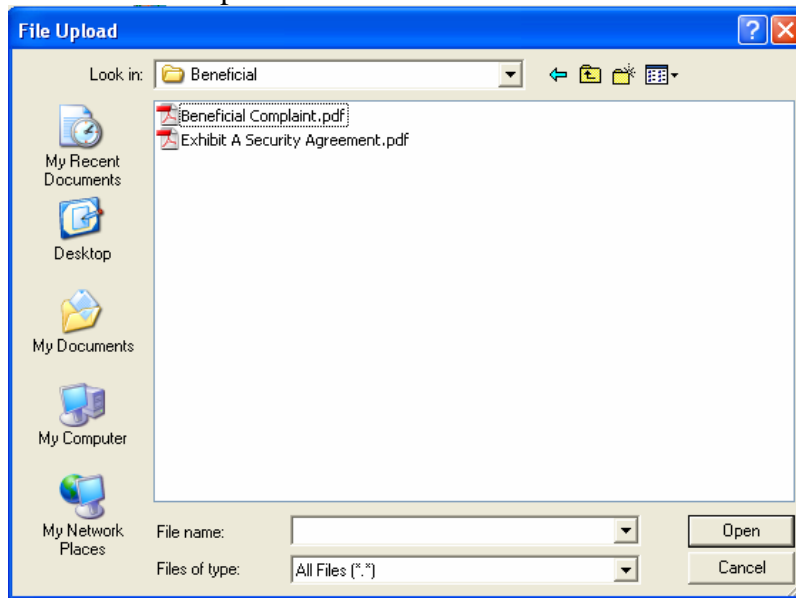 File Upload
Look in: Beneficial
Beneficial Complaint.pdf
Exhibit A Security Agreement.pdf
My Recent
Documents
Desktop
My Documents
My Computer
My Network
Places
File name:
Open
Files of type: All Files (*.*)
Cancel